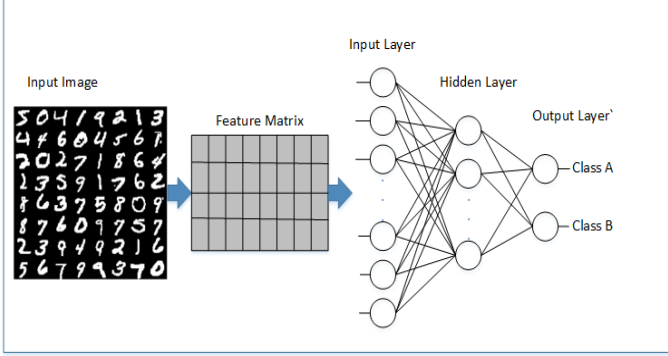 Input Image
5 0 4 1 9 2 1 3
4 6 0 4 5 6 1
2 0 2 7 1 8 6 4
2 3 5 9 1 7 6 2
8 6 3 7 5 8 0 9
8 7 6 0 9 7 5 7
2 3 9 4 9 2 1 6
5 6 7 9 9 3 7 0
Feature Matrix
Input Layer
Hidden Layer
Output Layer`
Class A
Class B